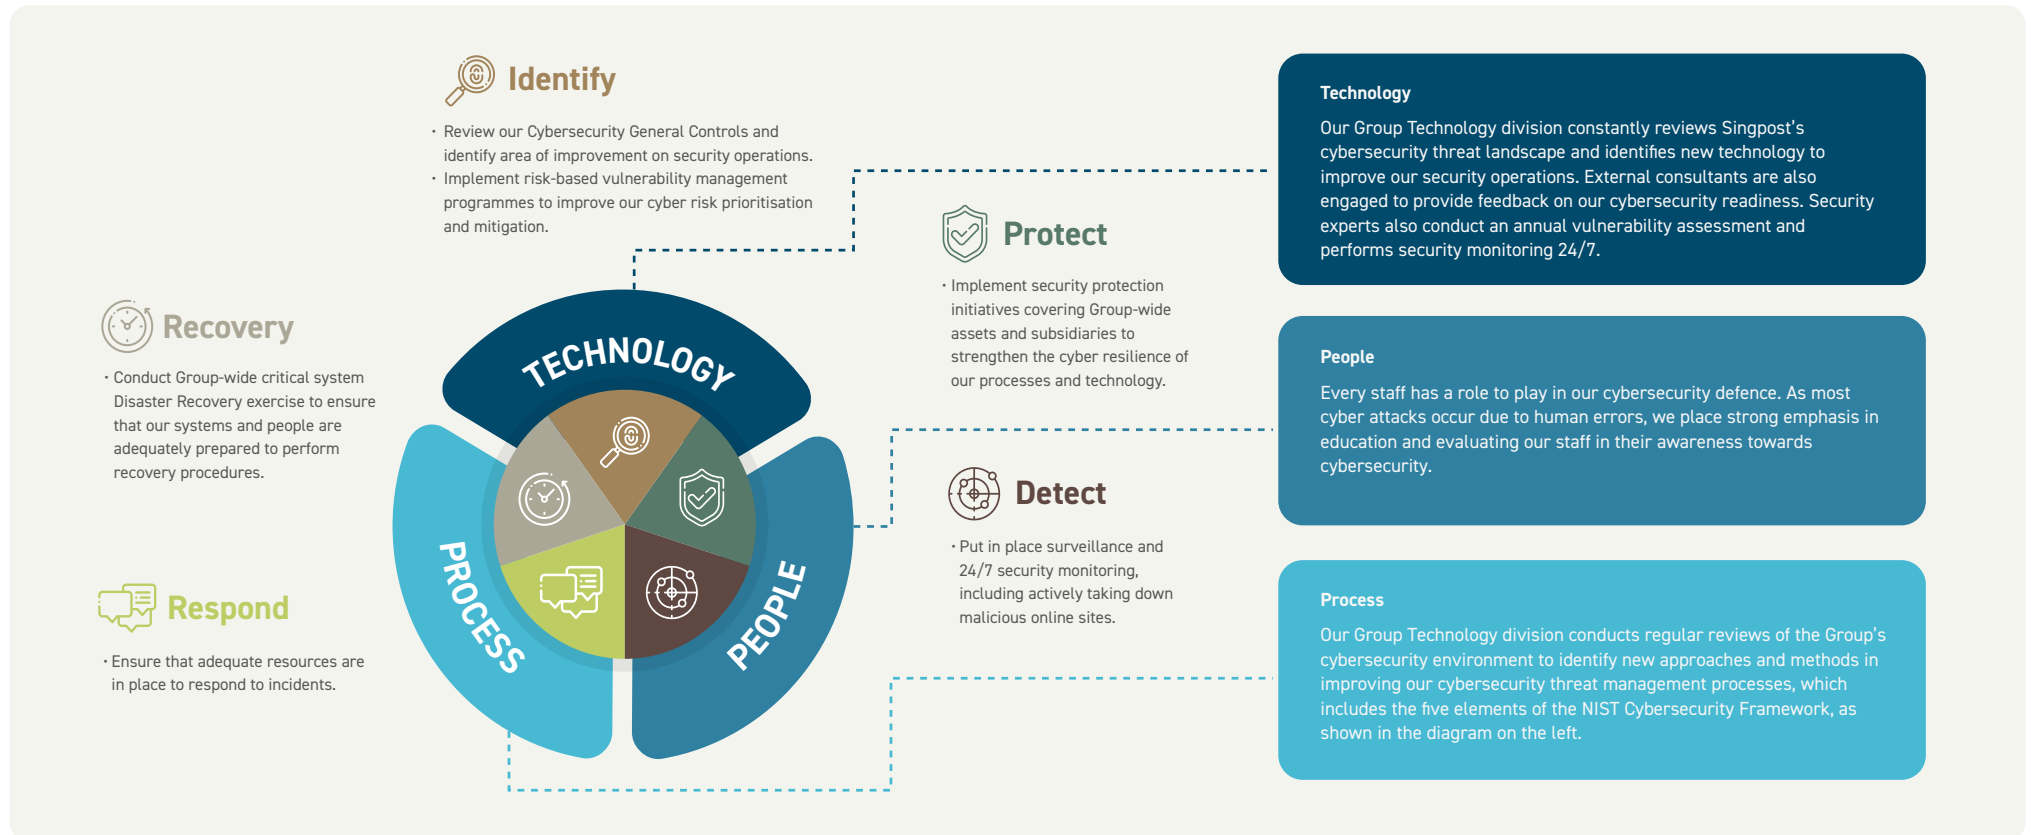 Identify
· Review our Cybersecurity General Controls and
identify area of improvement on security operations.
· Implement risk-based vulnerability management
programmes to improve our cyber risk prioritisation
and mitigation.
Protect
· Implement security protection
initiatives covering Group-wide
assets and subsidiaries to
strengthen the cyber resilience of
our processes and technology.
Detect
· Put in place surveillance and
24/7 security monitoring,
including actively taking down
malicious online sites.
Recovery
· Conduct Group-wide critical system
Disaster Recovery exercise to ensure
that our systems and people are
adequately prepared to perform
recovery procedures.
Respond
· Ensure that adequate resources are
in place to respond to incidents.
TECHNOLOGY
PROCESS
PEOPLE
Technology
Our Group Technology division constantly reviews Singpost's
cybersecurity threat landscape and identifies new technology to
improve our security operations. External consultants are also
engaged to provide feedback on our cybersecurity readiness. Security
experts also conduct an annual vulnerability assessment and
performs security monitoring 24/7.
People
Every staff has a role to play in our cybersecurity defence. As most
cyber attacks occur due to human errors, we place strong emphasis in
education and evaluating our staff in their awareness towards
cybersecurity.
Process
Our Group Technology division conducts regular reviews of the Group's
cybersecurity environment to identify new approaches and methods in
improving our cybersecurity threat management processes, which
includes the five elements of the NIST Cybersecurity Framework, as
shown in the diagram on the left.